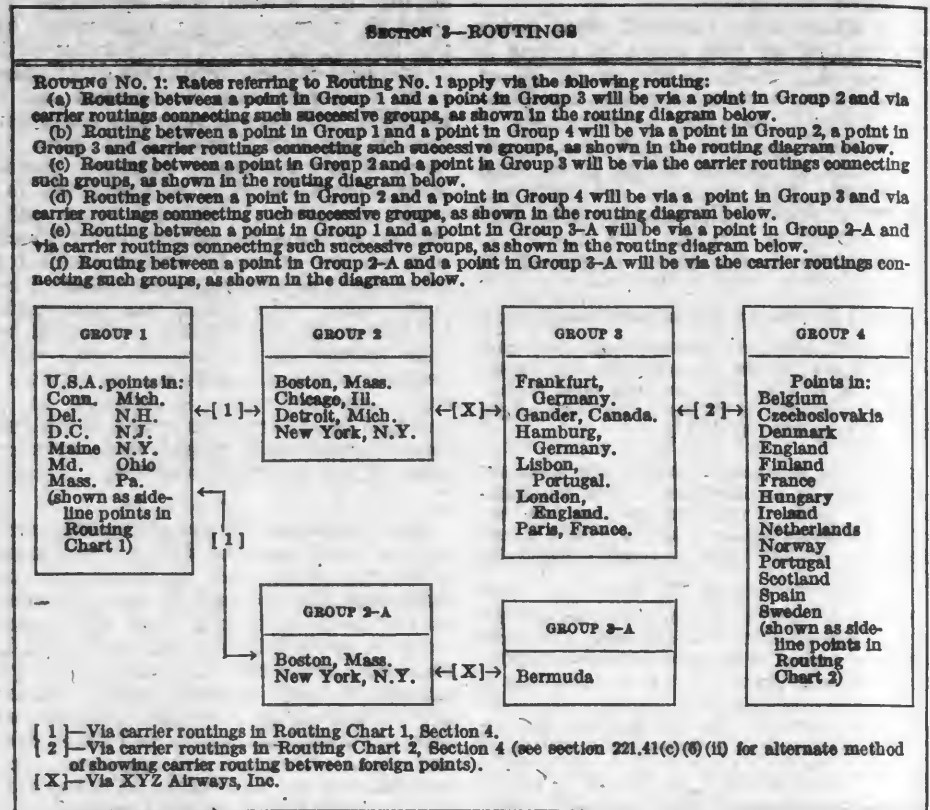 SECTION 3—ROUTINGS
ROUTING NO. 1: Rates referring to Routing No. 1 apply via the following routing:
(a) Routing between a point in Group 1 and a point in Group 3 will be via a point in Group 2 and via
carrier routings connecting such successive groups, as shown in the routing diagram below.
(b) Routing between a point in Group 1 and a point in Group 4 will be via a point in Group 2, a point in
Group 3 and carrier routings connecting such successive groups, as shown in the routing diagram below.
(c) Routing between a point in Group 2 and a point in Group 3 will be via the carrier routings connecting
such groups, as shown in the routing diagram below.
(d) Routing between a point in Group 2 and a point in Group 4 will be via a point in Group 3 and via
carrier routings connecting such successive groups, as shown in the routing diagram below.
(e) Routing between a point in Group 1 and a point in Group 3-A will be via a point in Group 2-A and
via carrier routings connecting such successive groups, as shown in the routing diagram below.
(f) Routing between a point in Group 2-A and a point in Group 3-A will be via the carrier routings con-
necting such groups, as shown in the diagram below.
GROUP 1
U.S.A. points in:
Conn. Mich.
Del. N.H.
D.C. N.J.
Maine N.Y.
Md. Ohio
Mass. Pa.
(shown as side-
line points in
Routing
Chart 1)
←[ 1 ]→
[ 1 ]
GROUP 2
Boston, Mass.
Chicago, Ill.
Detroit, Mich.
New York, N.Y.
←[ X ]→
GROUP 3
Frankfurt,
Germany.
Gander, Canada.
Hamburg,
Germany.
Lisbon,
Portugal.
London,
England.
Paris, France.
←[ 2 ]→
GROUP 4
Points in:
Belgium
Czechoslovakia
Denmark
England
Finland
France
Hungary
Ireland
Netherlands
Norway
Portugal
Scotland
Spain
Sweden
(shown as side-
line points in
Routing
Chart 2)
GROUP 2-A
Boston, Mass.
New York, N.Y.
←[ X ]→
GROUP 3-A
Bermuda
[ 1 ]—Via carrier routings in Routing Chart 1, Section 4.
[ 2 ]—Via carrier routings in Routing Chart 2, Section 4 (see section 221.41(c)(6)(ii) for alternate method
of showing carrier routing between foreign points).
[ X ]—Via XYZ Airways, Inc.